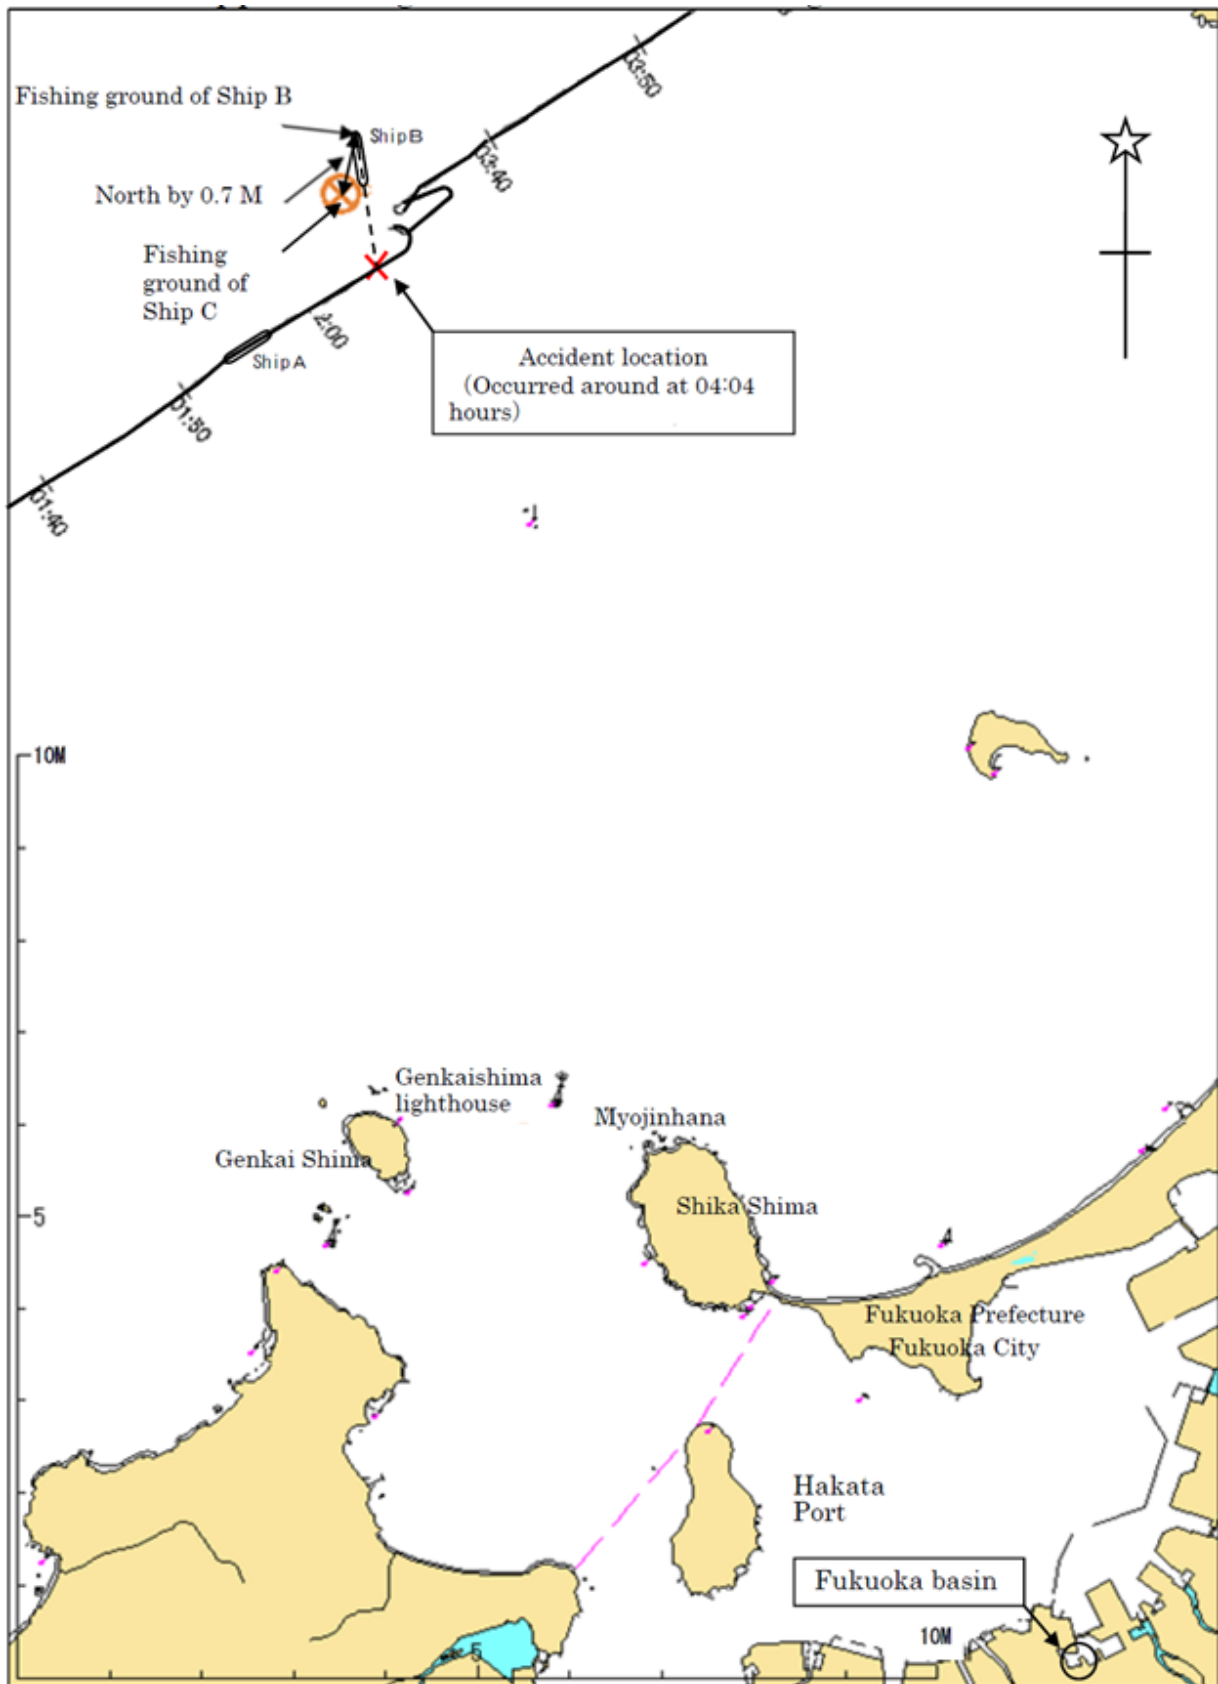 03:50
Fishing ground of Ship B
Ship B
03:40
North by 0.7 M
Fishing
ground of
Ship C
2:00
Ship A
Accident location
(Occurred around at 04:04
hours)
01:50
01:40
10M
Genkaishima
lighthouse
Myojinhana
Genkai Shima
Shika Shima
5
Fukuoka Prefecture
Fukuoka City
Hakata
Port
Fukuoka basin
10M
5